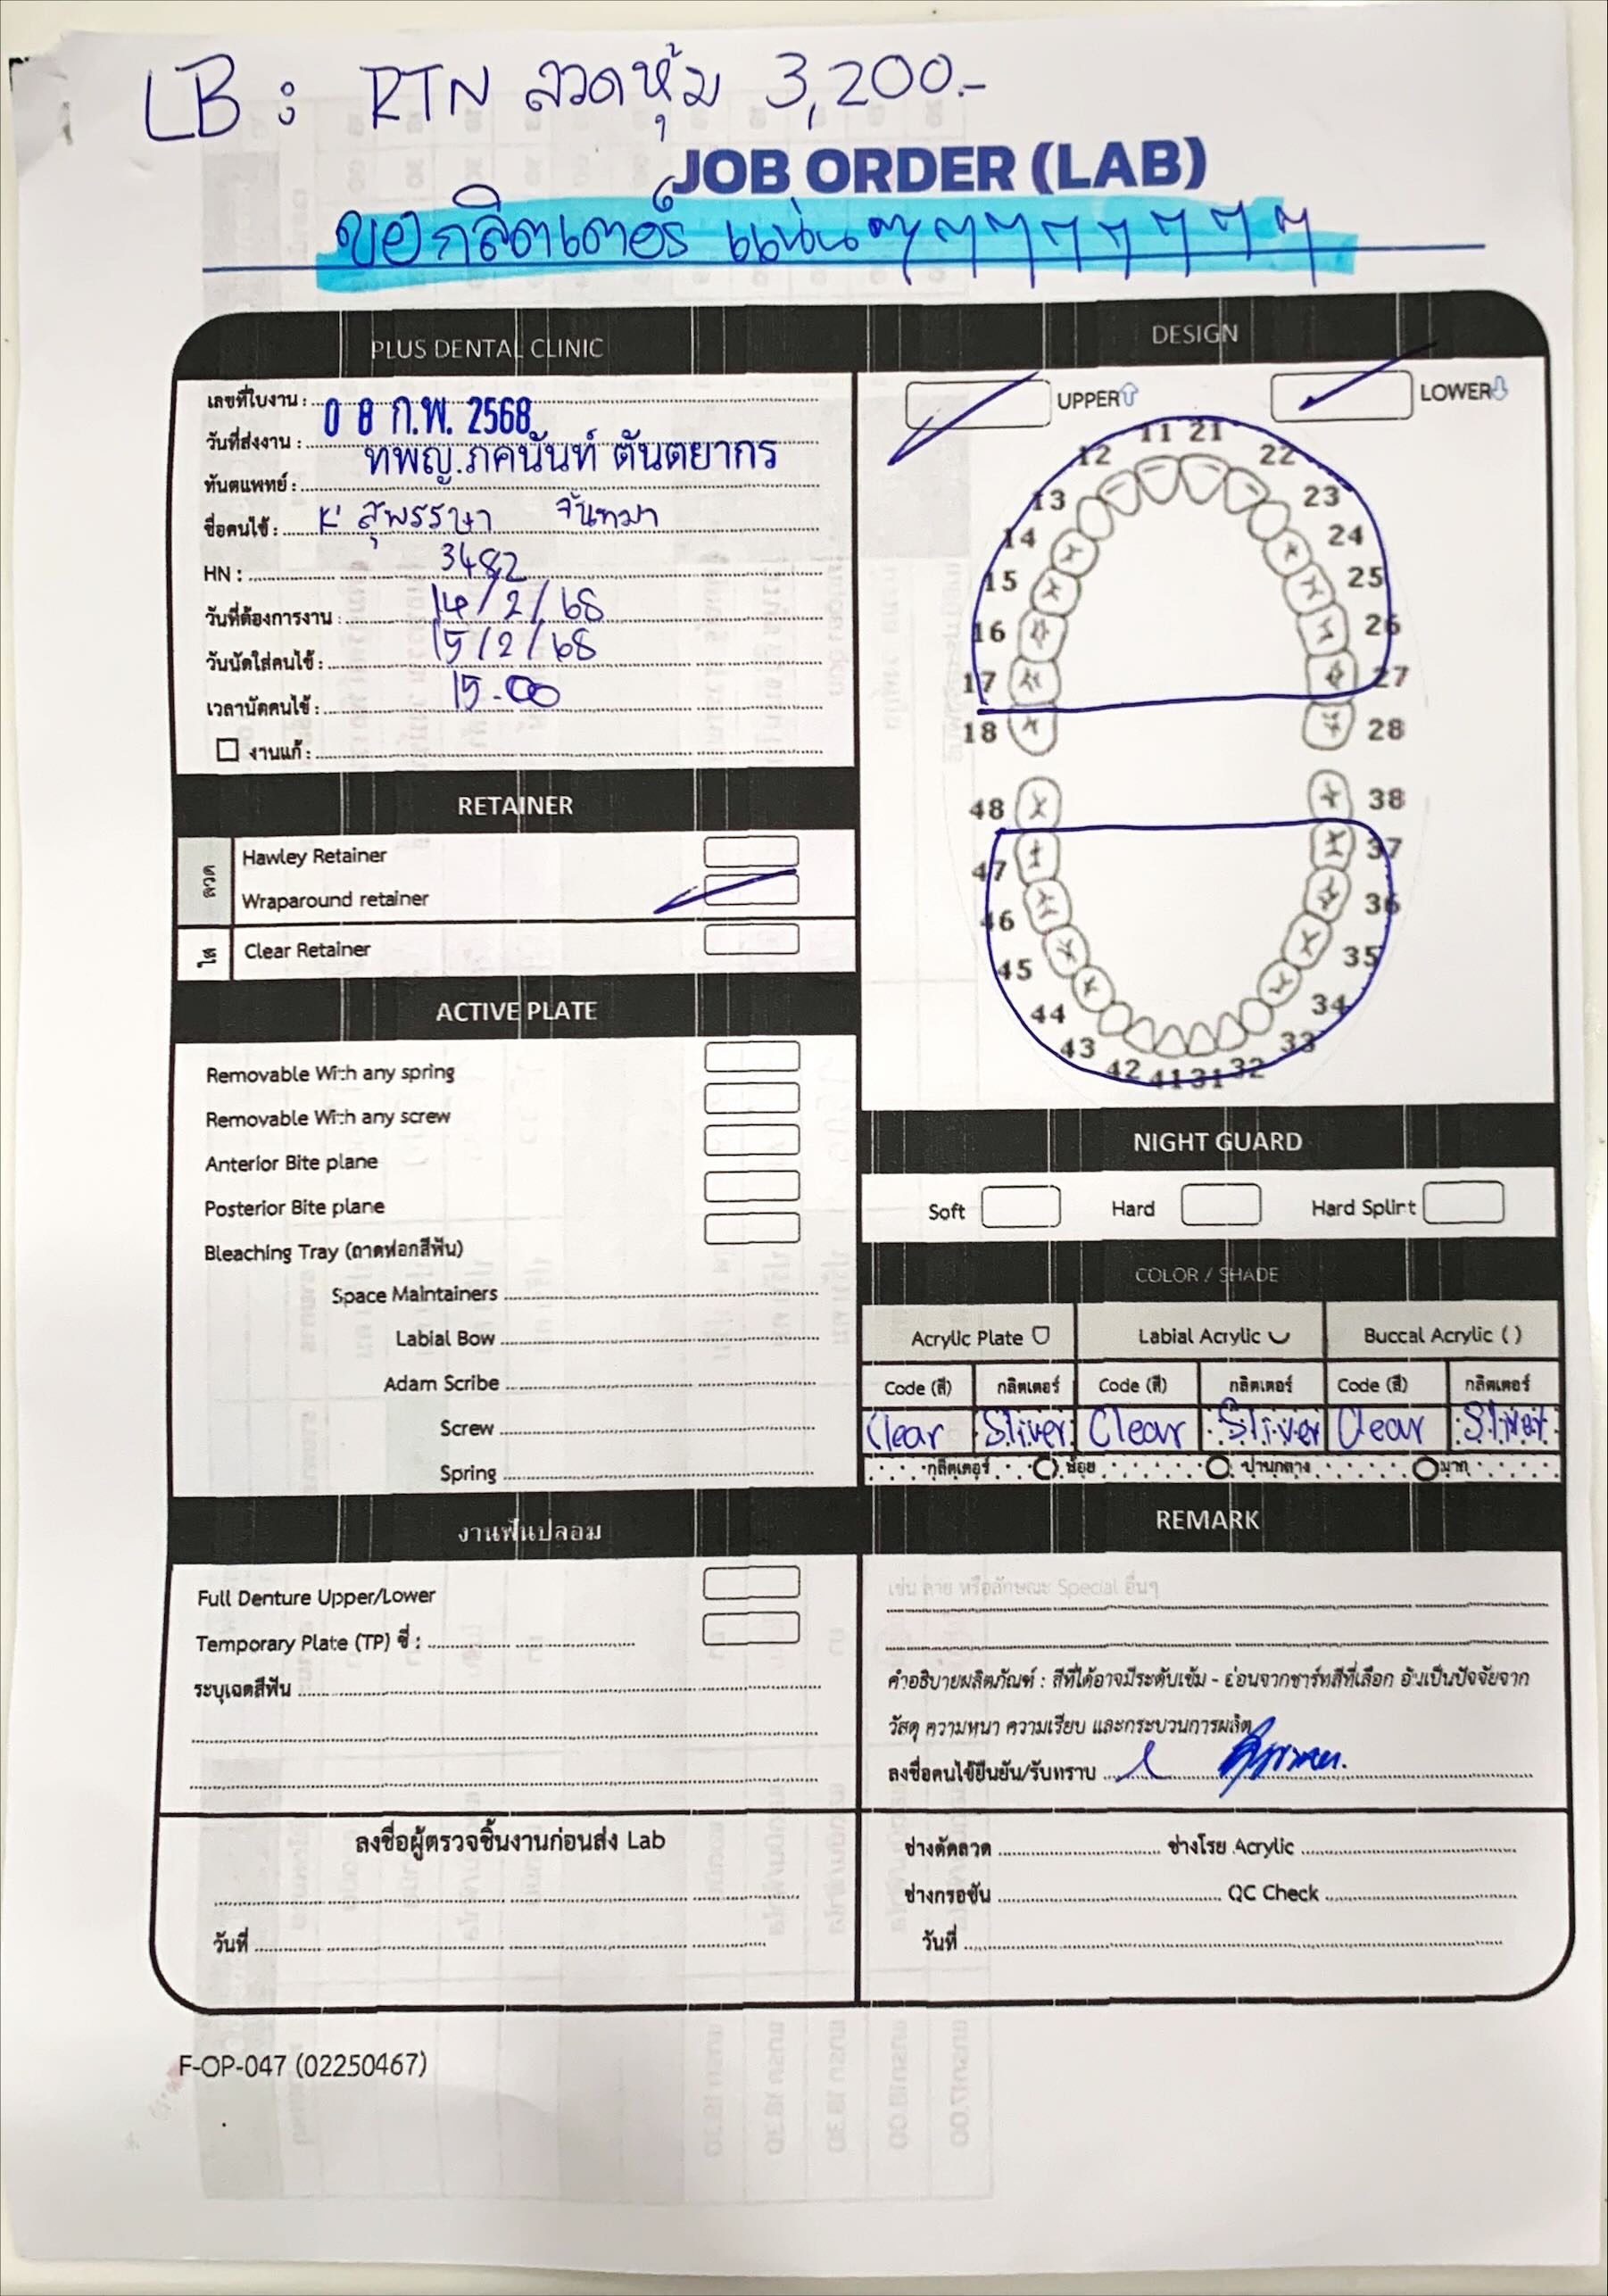 LB : RTN ลวดหุ้ม 3,200.-
JOB ORDER (LAB)
ขอกลิตเตอร์ แน่นๆๆๆๆๆๆๆ
PLUS DENTAL CLINIC
เลขที่ใบงาน :
วันที่ส่งงาน : 0 8 ก.พ. 2568
ทันตแพทย์ : ทพญ.ภคนันท์ ตันตยากร
ชื่อคนไข้ : K' สุพรรษา จันทมา
HN : 3482
วันที่ต้องการงาน : 14/2/68
วันนัดใส่คนไข้ : 15/2/68
เวลานัดคนไข้ : 15.00
งานแก้ :
RETAINER
ลวด
Hawley Retainer
Wraparound retainer
ใส
Clear Retainer
ACTIVE PLATE
Removable With any spring
Removable With any screw
Anterior Bite plane
Posterior Bite plane
Bleaching Tray (ถาดฟอกสีฟัน)
Space Maintainers
Labial Bow
Adam Scribe
Screw
Spring
งานฟันปลอม
Full Denture Upper/Lower
Temporary Plate (TP) ซี่ :
ระบุเฉดสีฟัน
ลงชื่อผู้ตรวจชิ้นงานก่อนส่ง Lab
วันที่
DESIGN
UPPER LOWER
11 21
12 22
13 23
14 24
15 25
16 26
17 27
18 28
48 38
47 37
46 36
45 35
44 34
43 33
42 41 31 32
NIGHT GUARD
Soft Hard Hard Splint
COLOR / SHADE
Acrylic Plate Labial Acrylic Buccal Acrylic ( )
Code (สี) กลิตเตอร์ Code (สี) กลิตเตอร์ Code (สี) กลิตเตอร์
Clear Sliver Clear Sliver Clear Sliver
กลิตเตอร์ น้อย ปานกลาง มาก
REMARK
เช่น ลาย หรือลักษณะ Special อื่นๆ
คำอธิบายผลิตภัณฑ์ : สีที่ได้อาจมีระดับเข้ม - อ่อนจากชาร์ทสีที่เลือก อันเป็นปัจจัยจาก
วัสดุ ความหนา ความเรียบ และกระบวนการผลิต
ลงชื่อคนไข้ยืนยัน/รับทราบ
ช่างดัดลวด ช่างโรย Acrylic
ช่างกรอขัน QC Check
วันที่
F-OP-047 (02250467)